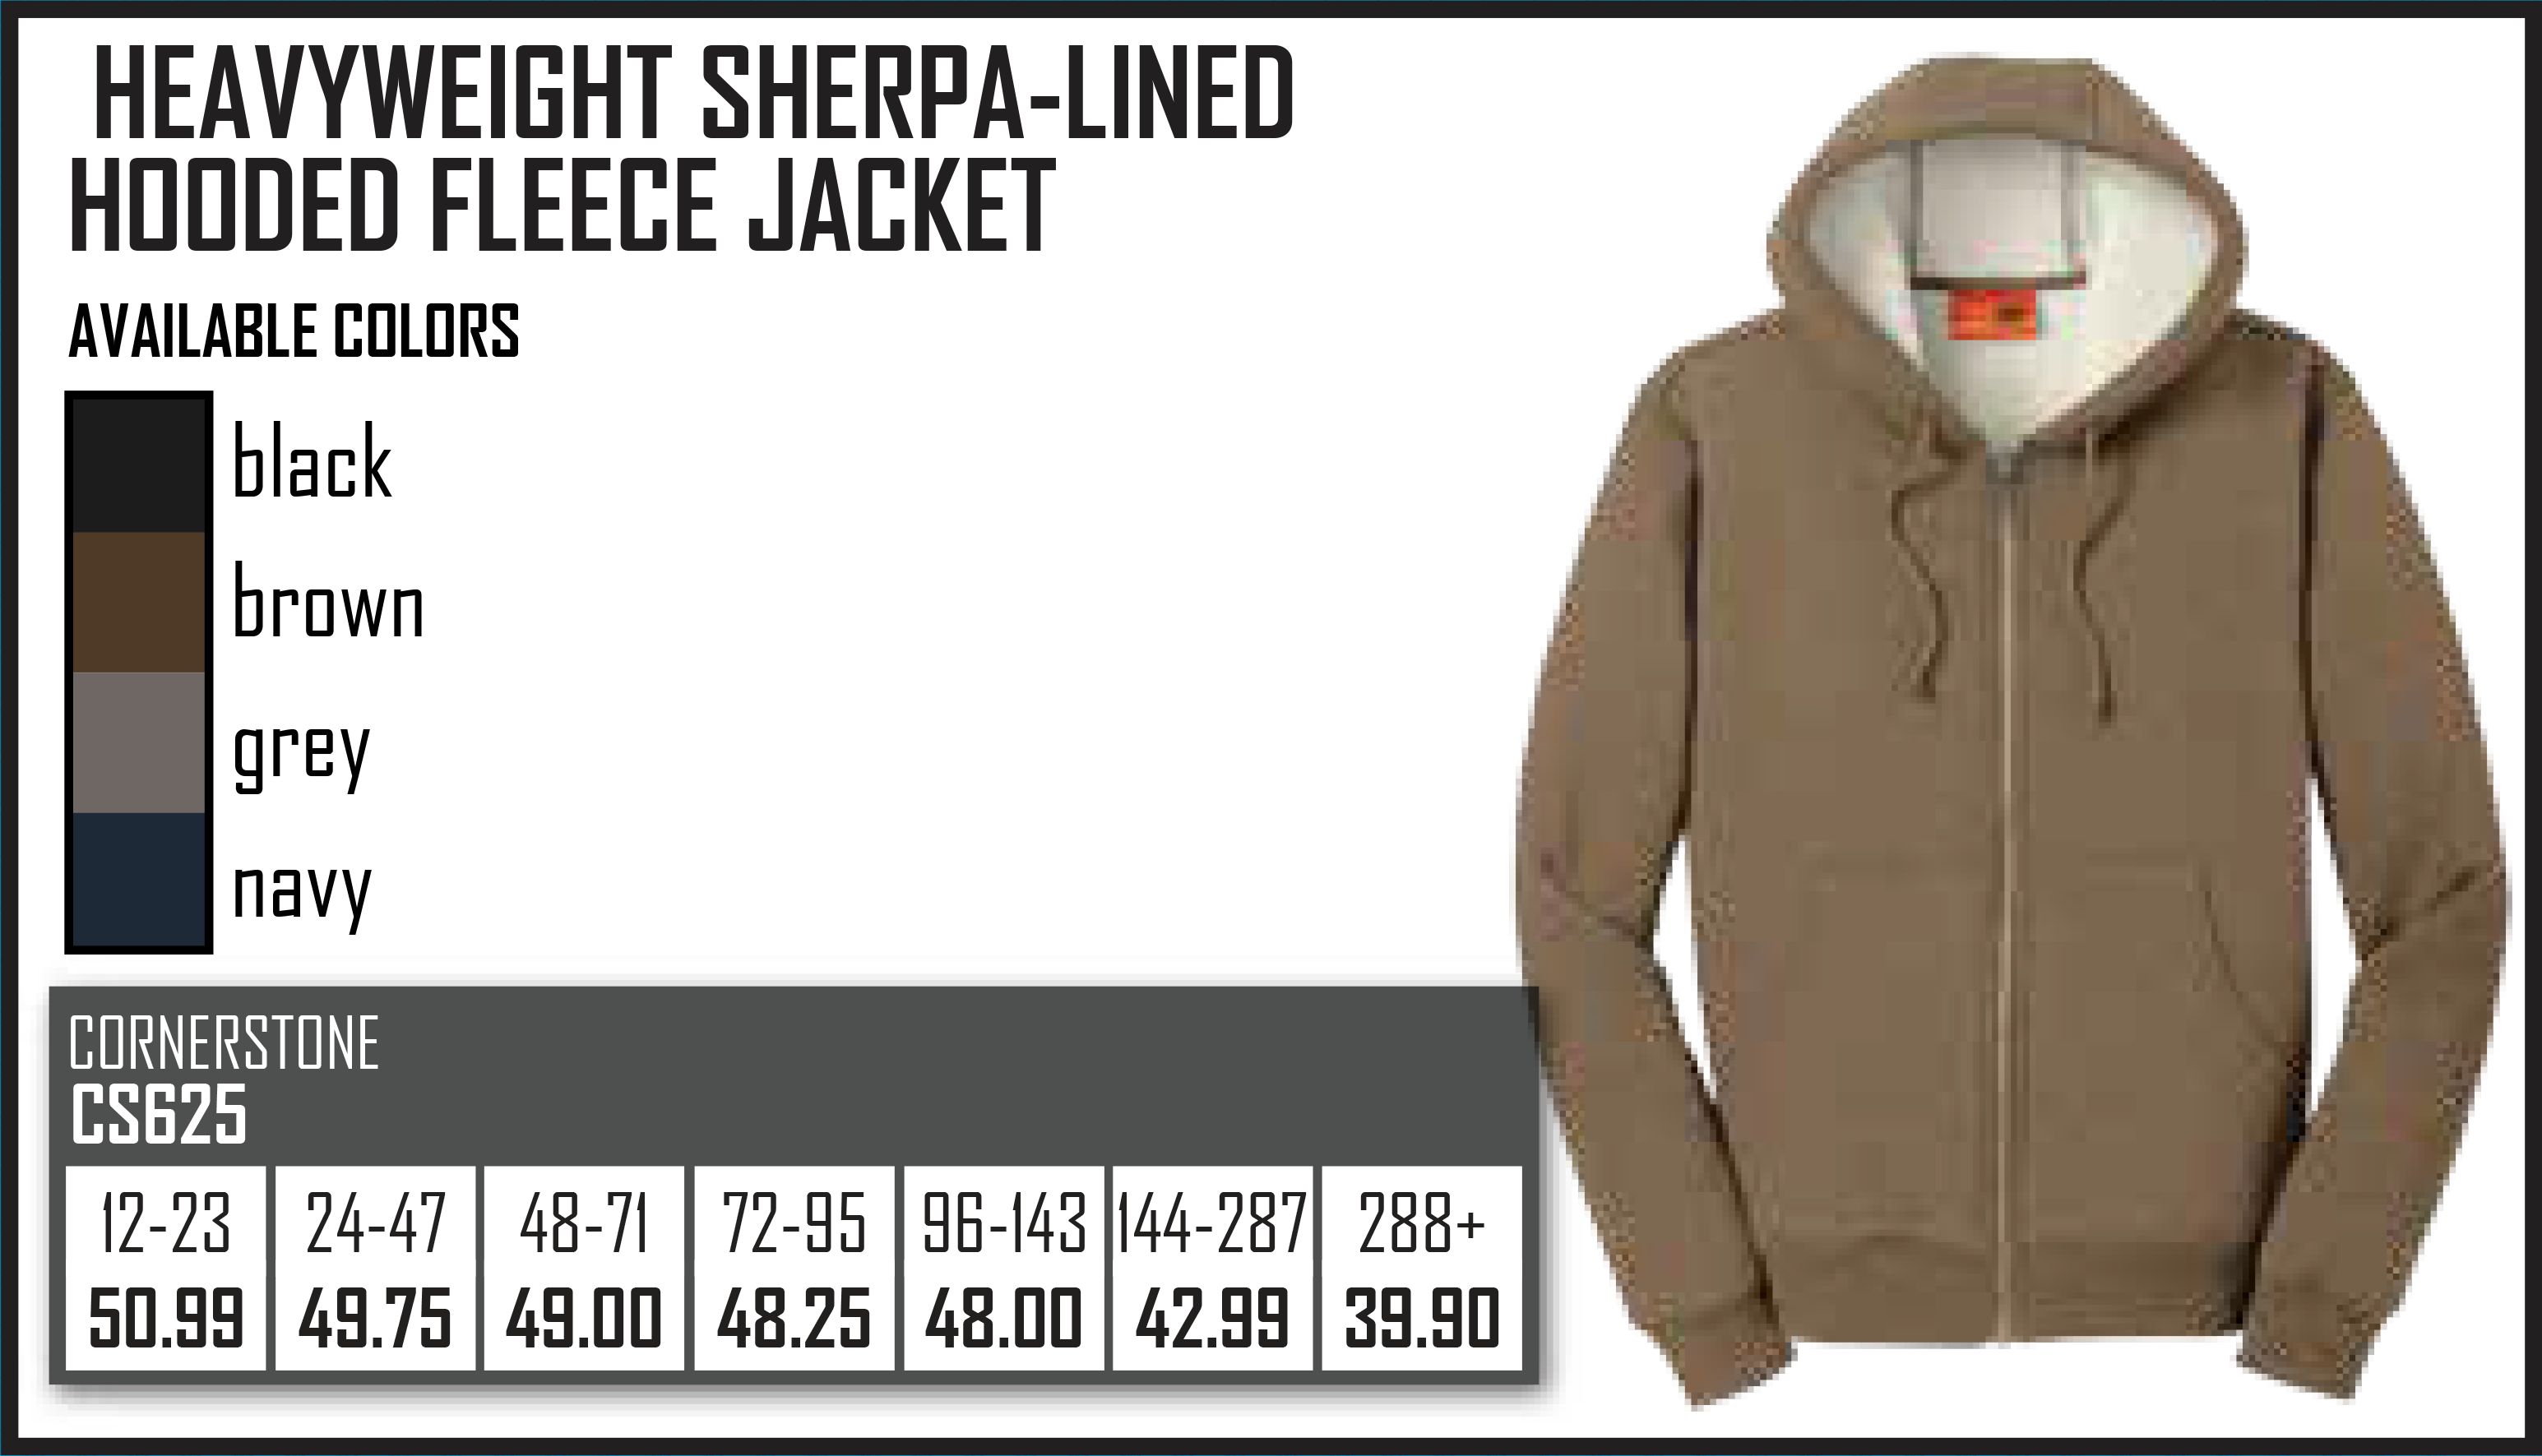 HEAVYWEIGHT SHERPA-LINED
HOODED FLEECE JACKET
AVAILABLE COLORS
black
brown
grey
navy
CORNERSTONE
CS625
12-23 24-47 48-71 72-95 96-143 144-287 288+
50.99 49.75 49.00 48.25 48.00 42.99 39.90